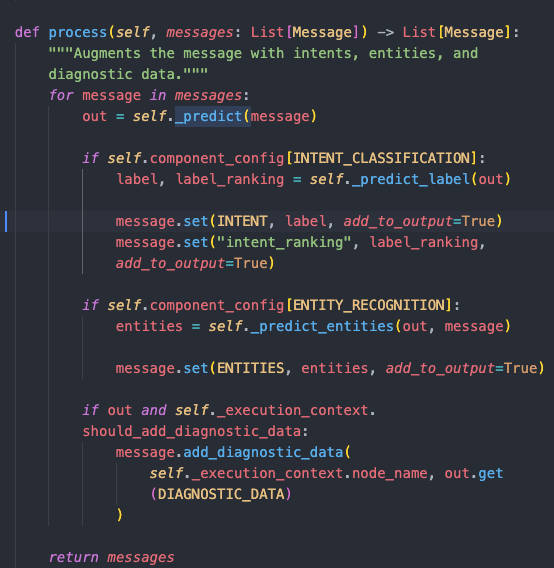 def process(self, messages: List[Message]) -> List[Message]:
    """Augments the message with intents, entities, and
    diagnostic data."""
    for message in messages:
        out = self._predict(message)

        if self.component_config[INTENT_CLASSIFICATION]:
            label, label_ranking = self._predict_label(out)

            message.set(INTENT, label, add_to_output=True)
            message.set("intent_ranking", label_ranking,
            add_to_output=True)

        if self.component_config[ENTITY_RECOGNITION]:
            entities = self._predict_entities(out, message)

            message.set(ENTITIES, entities, add_to_output=True)

        if out and self._execution_context.
        should_add_diagnostic_data:
            message.add_diagnostic_data(
                self._execution_context.node_name, out.get
                (DIAGNOSTIC_DATA)
            )

    return messages